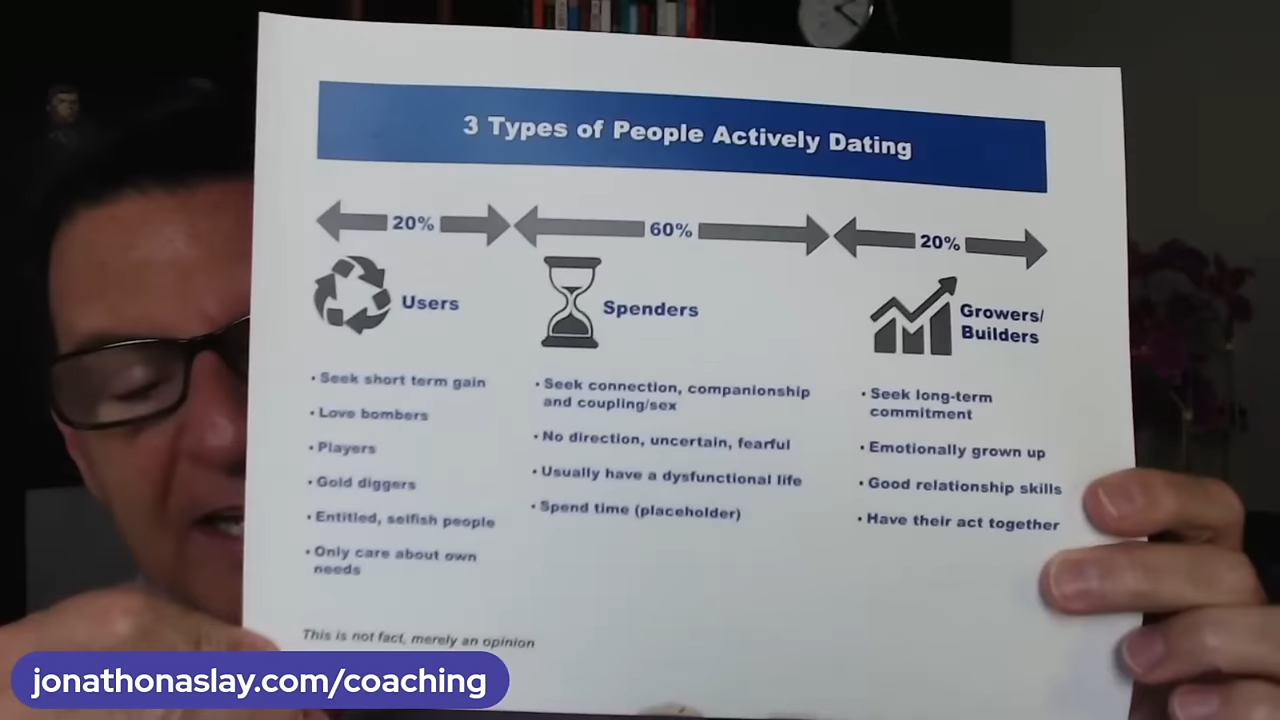 3 Types of People Actively Dating
20%
60%
20%
Users
Spenders
Growers/
Builders
• Seek short term gain
• Love bombers
• Players
• Gold diggers
• Entitled, selfish people
• Only care about own
needs
• Seek connection, companionship
and coupling/sex
• No direction, uncertain, fearful
• Usually have a dysfunctional life
• Spend time (placeholder)
• Seek long-term
commitment
• Emotionally grown up
• Good relationship skills
• Have their act together
This is not fact, merely an opinion
jonathonaslay.com/coaching